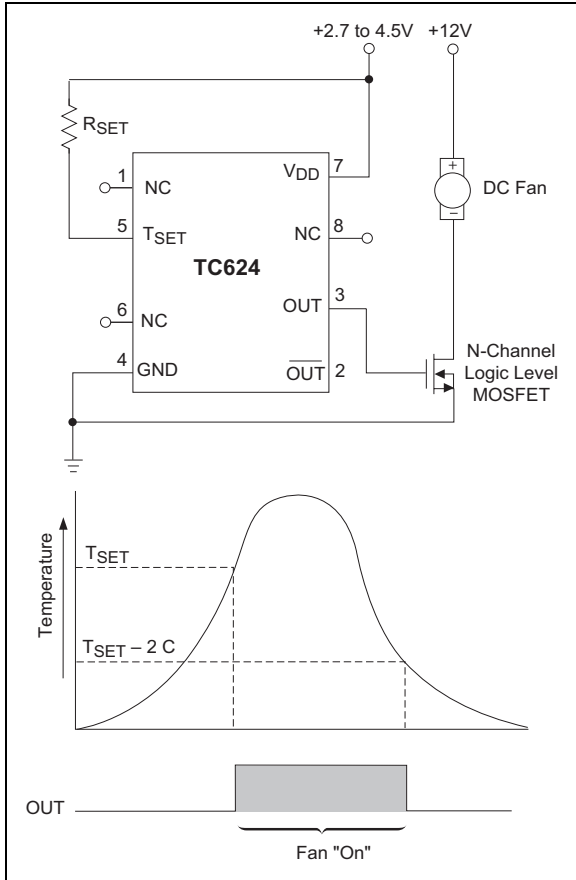 +2.7 to 4.5V +12V
RSET
1 NC
VDD 7
DC Fan
+
–
5 TSET
NC 8
TC624
OUT 3
6 NC
4 GND
OUT 2
N-Channel
Logic Level
MOSFET
Temperature
TSET
TSET – 2 C
OUT
Fan "On"